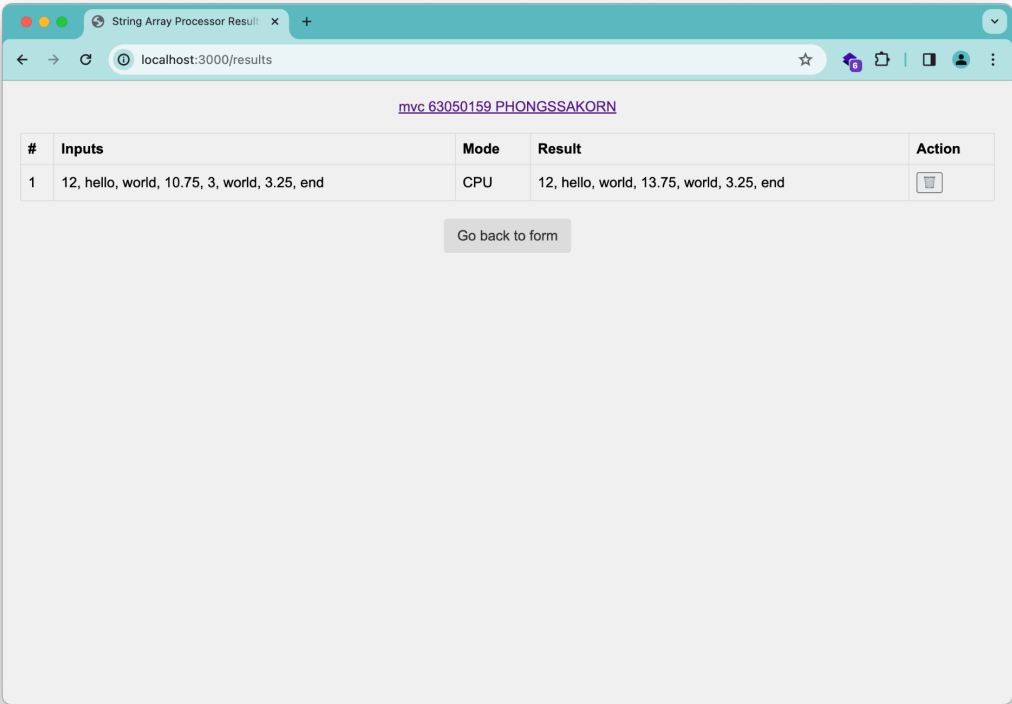 String Array Processor Result
localhost:3000/results
6
mvc 63050159 PHONGSSAKORN
# Inputs Mode Result Action
1 12, hello, world, 10.75, 3, world, 3.25, end CPU 12, hello, world, 13.75, world, 3.25, end
Go back to form